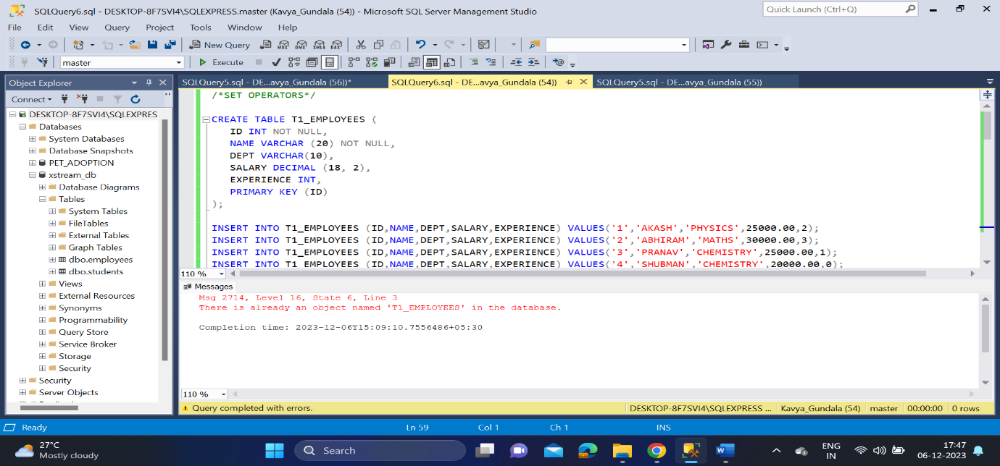 SQLQuery6.sql - DESKTOP-8F7SVI4\SQLEXPRESS.master (Kavya_Gundala (54)) - Microsoft SQL Server Management Studio
Quick Launch (Ctrl+Q)
File Edit View Query Project Tools Window Help
New Query MDX DMX XMLA DAX
master Execute
Object Explorer
SQLQuery5.sql - DE...avya_Gundala (56))* SQLQuery6.sql - DE...avya_Gundala (54)) SQLQuery5.sql - DE...avya_Gundala (55))
Connect
DESKTOP-8F7SVI4\SQLEXPRES
Databases
System Databases
Database Snapshots
PET_ADOPTION
xstream_db
Database Diagrams
Tables
System Tables
FileTables
External Tables
Graph Tables
dbo.employees
dbo.students
Views
External Resources
Synonyms
Programmability
Query Store
Service Broker
Storage
Security
Security
Server Objects
/*SET OPERATORS*/
CREATE TABLE T1_EMPLOYEES (
ID INT NOT NULL,
NAME VARCHAR (20) NOT NULL,
DEPT VARCHAR(10),
SALARY DECIMAL (18, 2),
EXPERIENCE INT,
PRIMARY KEY (ID)
);
INSERT INTO T1_EMPLOYEES (ID,NAME,DEPT,SALARY,EXPERIENCE) VALUES('1','AKASH','PHYSICS',25000.00,2);
INSERT INTO T1_EMPLOYEES (ID,NAME,DEPT,SALARY,EXPERIENCE) VALUES('2','ABHIRAM','MATHS',30000.00,3);
INSERT INTO T1_EMPLOYEES (ID,NAME,DEPT,SALARY,EXPERIENCE) VALUES('3','PRANAV','CHEMISTRY',25000.00,1);
INSERT INTO T1_EMPLOYEES (ID,NAME,DEPT,SALARY,EXPERIENCE) VALUES('4','SHUBMAN','CHEMISTRY',20000.00,0);
110 %
Messages
Msg 2714, Level 16, State 6, Line 3
There is already an object named 'T1_EMPLOYEES' in the database.
Completion time: 2023-12-06T15:09:10.7556486+05:30
110 %
Query completed with errors. DESKTOP-8F7SVI4\SQLEXPRESS ... Kavya_Gundala (54) master 00:00:00 0 rows
Ready Ln 59 Col 1 Ch 1 INS
27°C
Mostly cloudy
Search
W
ENG
IN
17:47
06-12-2023